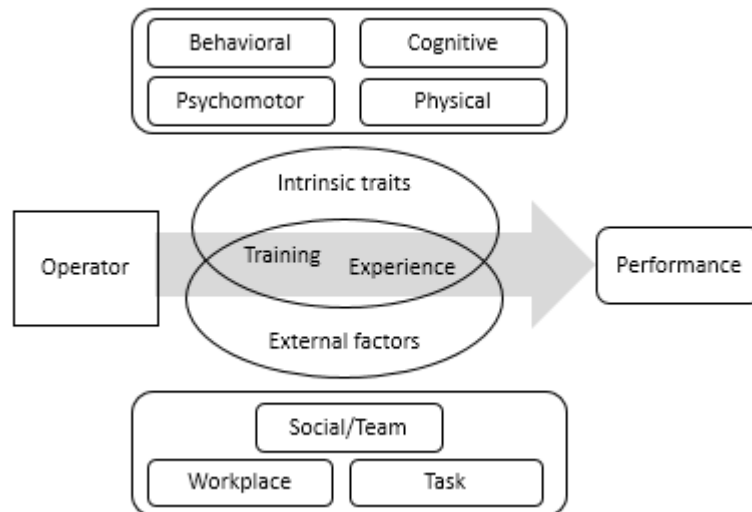 Behavioral
Cognitive
Psychomotor
Physical
Intrinsic traits
Operator
Training
Experience
Performance
External factors
Social/Team
Workplace
Task